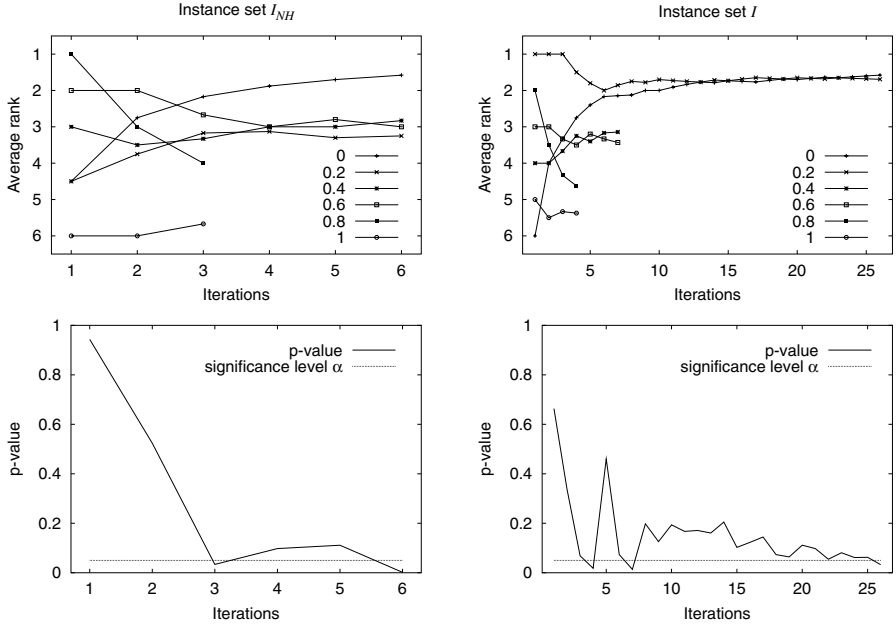 Instance set I_NH
Average rank
1
2
3
4
5
6
0
0.2
0.4
0.6
0.8
1
1 2 3 4 5 6
Iterations
Instance set I
Average rank
1
2
3
4
5
6
0
0.2
0.4
0.6
0.8
1
5 10 15 20 25
Iterations
p-value
1
0.8
0.6
0.4
0.2
0
p-value
significance level α
1 2 3 4 5 6
Iterations
p-value
1
0.8
0.6
0.4
0.2
0
p-value
significance level α
5 10 15 20 25
Iterations